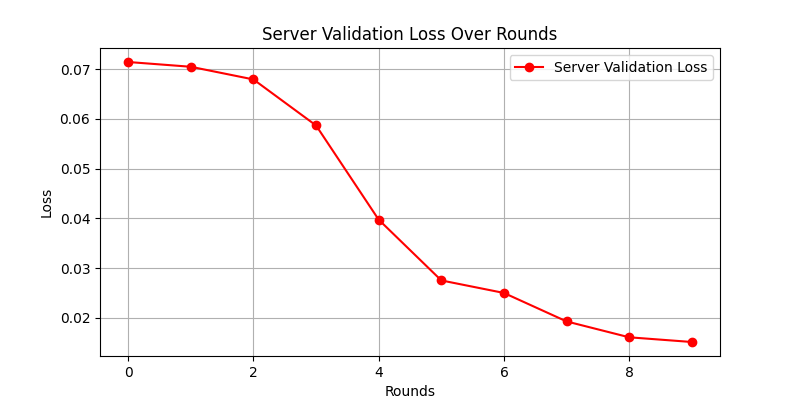 Server Validation Loss Over Rounds
Server Validation Loss
0.07
0.06
0.05
0.04
0.03
0.02
Loss
0 2 4 6 8
Rounds